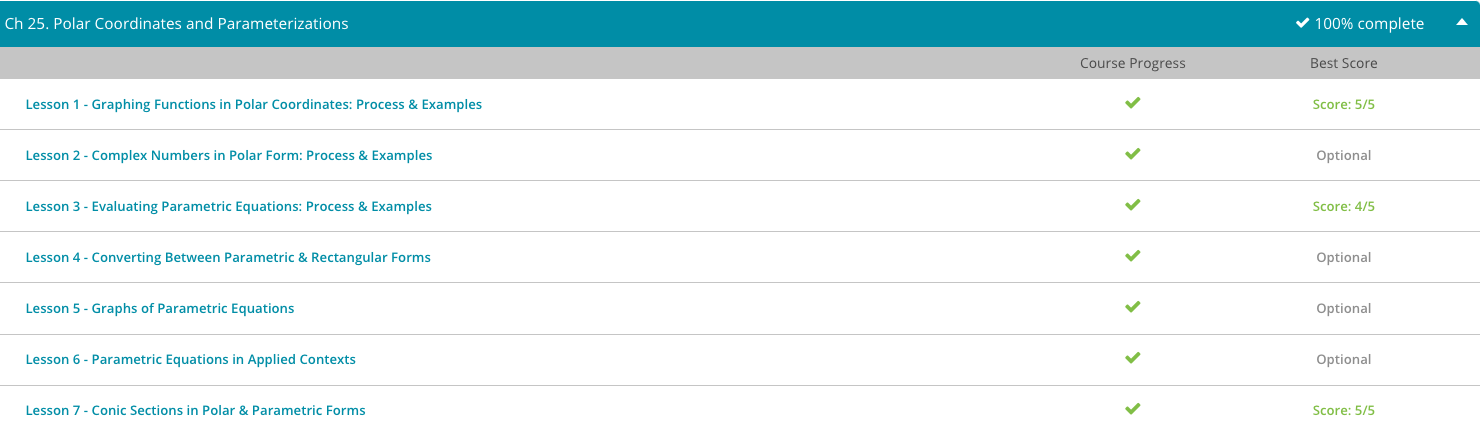 Ch 25. Polar Coordinates and Parameterizations 100% complete
Course Progress Best Score
Lesson 1 - Graphing Functions in Polar Coordinates: Process & Examples Score: 5/5
Lesson 2 - Complex Numbers in Polar Form: Process & Examples Optional
Lesson 3 - Evaluating Parametric Equations: Process & Examples Score: 4/5
Lesson 4 - Converting Between Parametric & Rectangular Forms Optional
Lesson 5 - Graphs of Parametric Equations Optional
Lesson 6 - Parametric Equations in Applied Contexts Optional
Lesson 7 - Conic Sections in Polar & Parametric Forms Score: 5/5